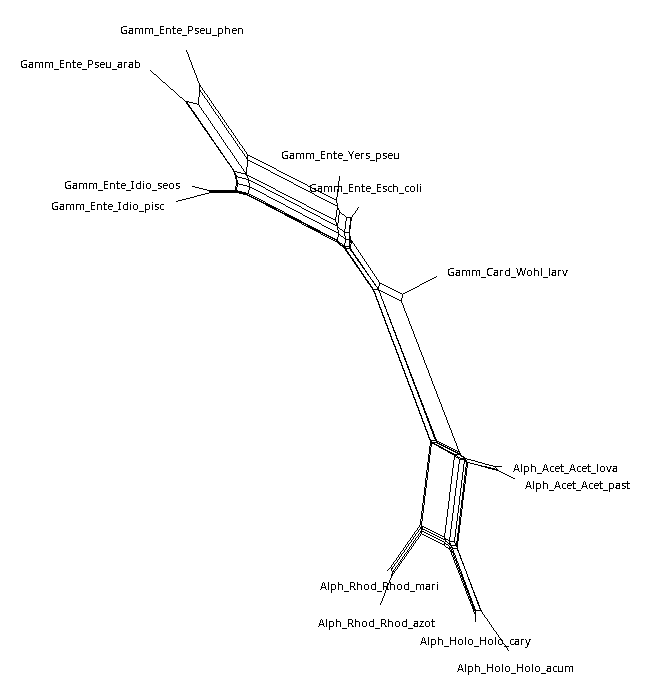 Gamm_Ente_Pseu_phen
Gamm_Ente_Pseu_arab
Gamm_Ente_Yers_pseu
Gamm_Ente_Idio_seos
Gamm_Ente_Esch_coli
Gamm_Ente_Idio_pisc
Gamm_Card_Wohl_larv
Alph_Acet_Acet_lova
Alph_Acet_Acet_past
Alph_Rhod_Rhod_mari
Alph_Rhod_Rhod_azot
Alph_Holo_Holo_cary
Alph_Holo_Holo_acum